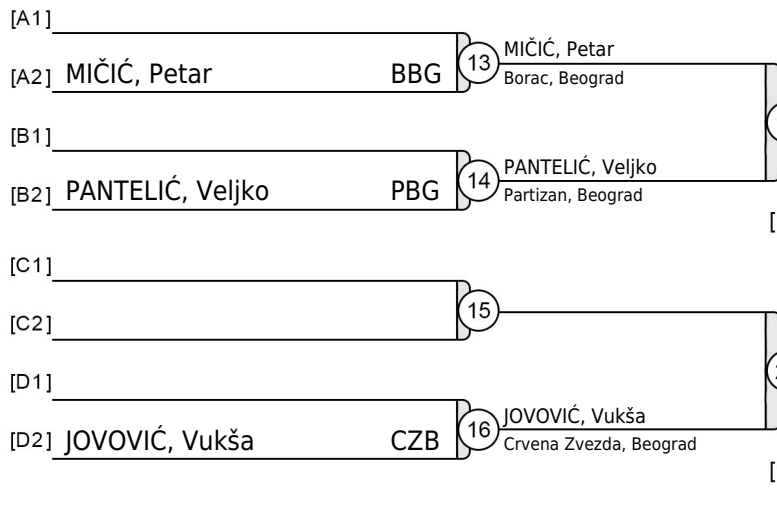 [A1]
[A2] MIČIĆ, Petar BBG
13
MIČIĆ, Petar
Borac, Beograd
[B1]
[B2] PANTELIĆ, Veljko PBG
14
PANTELIĆ, Veljko
Partizan, Beograd
[
[C1]
[C2]
15
[D1]
[D2] JOVOVIĆ, Vukša CZB
16
JOVOVIĆ, Vukša
Crvena Zvezda, Beograd
[